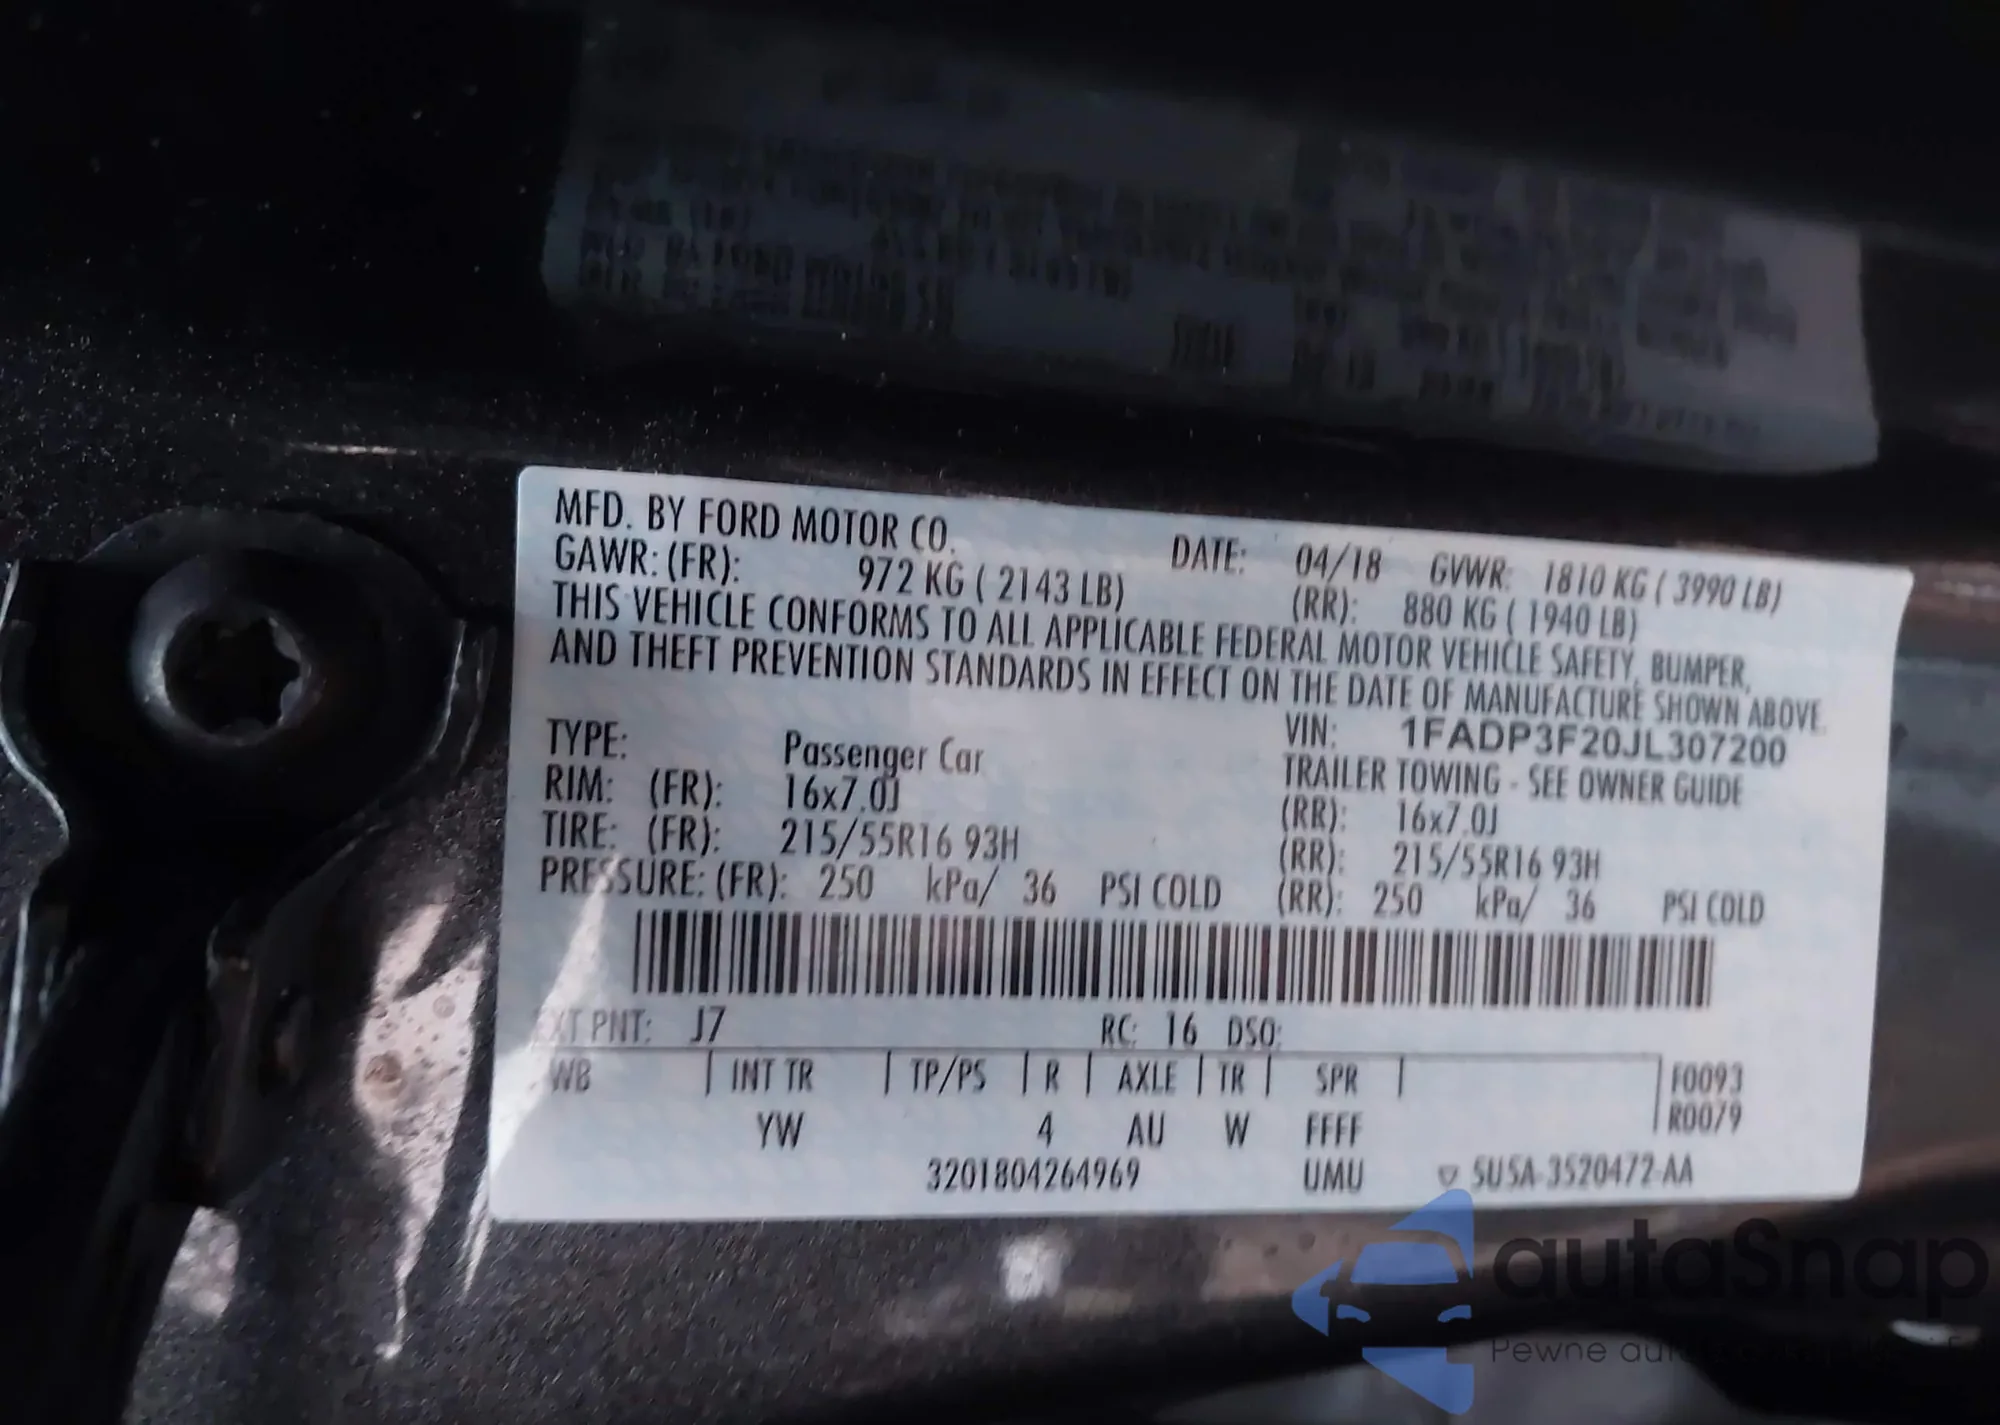 MFD. BY FORD MOTOR CO. DATE: 04/18 GVWR: 1810 KG ( 3990 LB)
GAWR: (FR): 972 KG ( 2143 LB) (RR): 880 KG ( 1940 LB)
THIS VEHICLE CONFORMS TO ALL APPLICABLE FEDERAL MOTOR VEHICLE SAFETY, BUMPER,
AND THEFT PREVENTION STANDARDS IN EFFECT ON THE DATE OF MANUFACTURE SHOWN ABOVE.
VIN: 1FADP3F20JL307200
TYPE: Passenger Car TRAILER TOWING - SEE OWNER GUIDE
RIM: (FR): 16x7.0J (RR): 16x7.0J
TIRE: (FR): 215/55R16 93H (RR): 215/55R16 93H
PRESSURE: (FR): 250 kPa/ 36 PSI COLD (RR): 250 kPa/ 36 PSI COLD
EXT PNT: J7 RC: 16 DSO:
WB INT TR TP/PS R AXLE TR SPR F0093
R0079
YW 4 AU W FFFF
3201804264969 UMU ▽ 5U5A-3520472-AA
autaSnap
Pewne